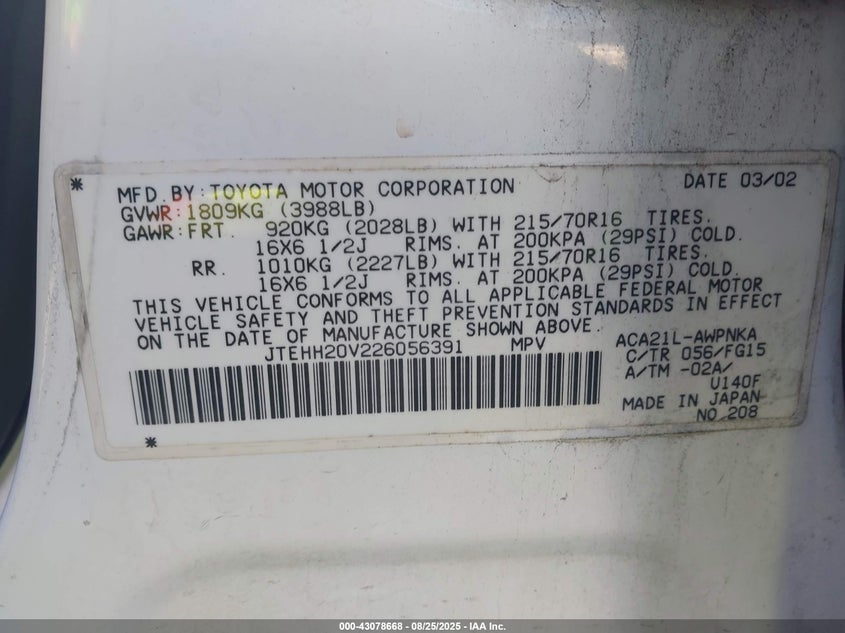 * MFD. BY: TOYOTA MOTOR CORPORATION DATE 03/02
GVWR: 1809KG (3988LB)
GAWR: FRT. 920KG (2028LB) WITH 215/70R16 TIRES.
16X6 1/2J RIMS. AT 200KPA (29PSI) COLD.
RR. 1010KG (2227LB) WITH 215/70R16 TIRES.
16X6 1/2J RIMS. AT 200KPA (29PSI) COLD.
THIS VEHICLE CONFORMS TO ALL APPLICABLE FEDERAL MOTOR
VEHICLE SAFETY AND THEFT PREVENTION STANDARDS IN EFFECT
ON THE DATE OF MANUFACTURE SHOWN ABOVE.
JTEHH20V226056391 MPV
ACA21L-AWPNKA
C/TR 056/FG15
A/TM -02A/
U140F
MADE IN JAPAN
NO.208
*
000-43078668 - 08/25/2025 - IAA Inc.